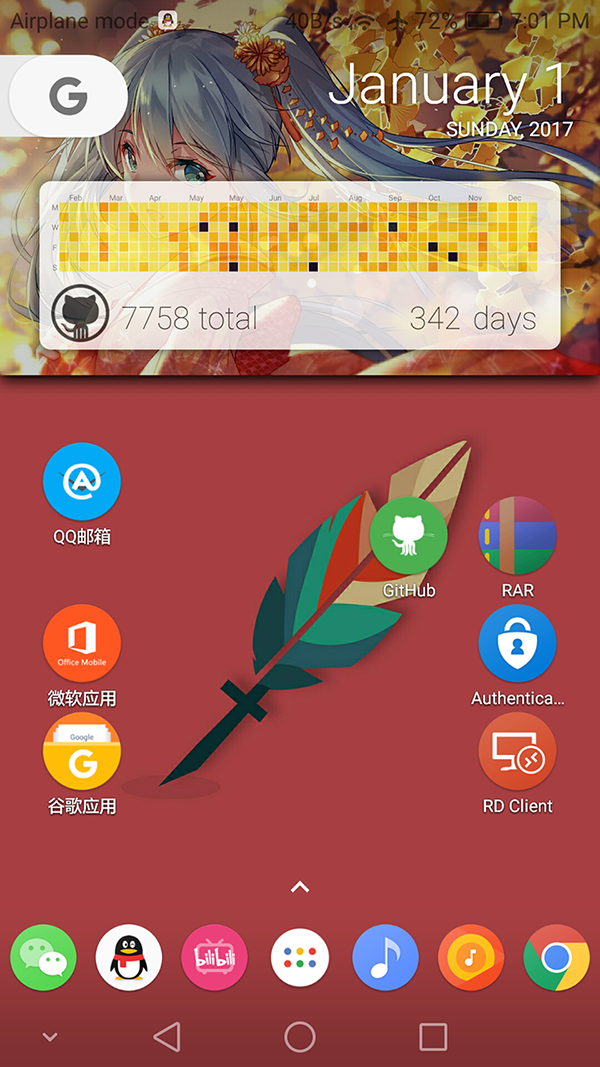 Airplane mode 40B/s 72% 7:01 PM
G
January 1
SUNDAY, 2017
Feb Mar Apr May May Jun Jul Aug Sep Oct Nov Dec
M
W
F
S
7758 total 342 days
QQ邮箱
GitHub
RAR
Office Mobile
微软应用
Authentica...
Google
G
谷歌应用
RD Client
bilibili